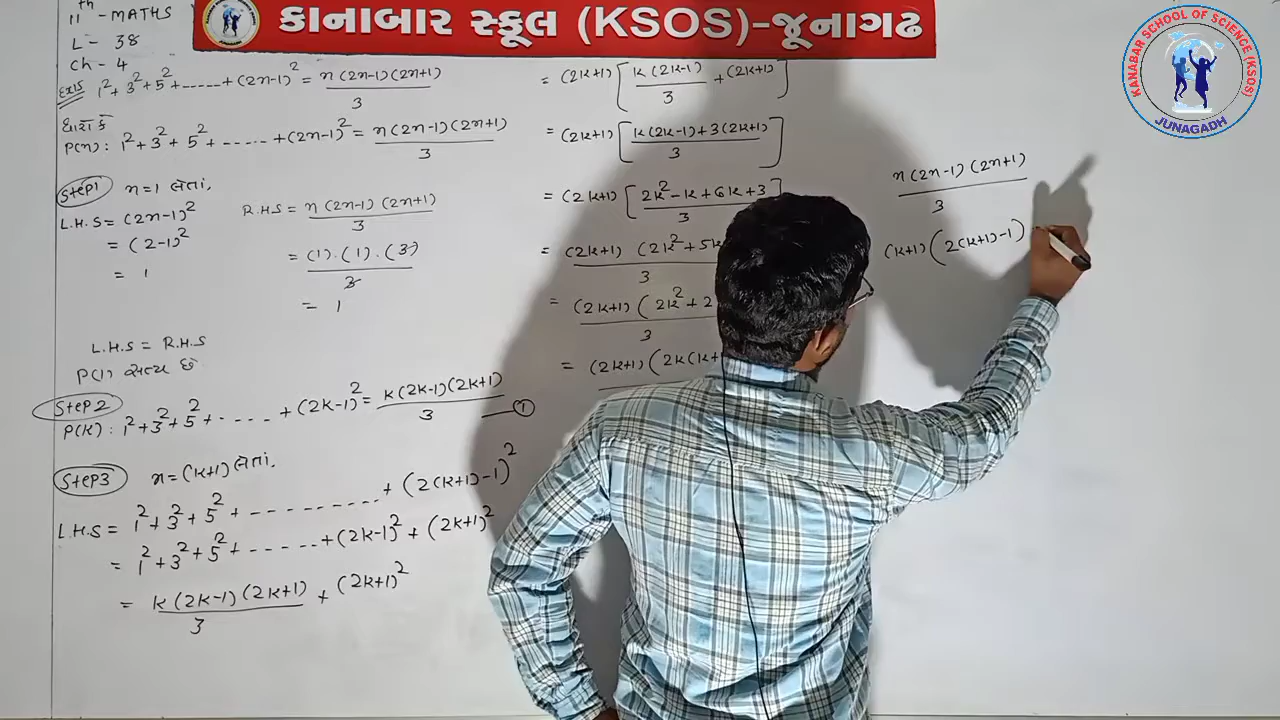 કાનાબાર સ્કૂલ (KSOS)-જૂનાગઢ
KANABAR SCHOOL OF SCIENCE (KSOS)
JUNAGADH
11th - MATHS
L - 38
Ch - 4
Ex15 1² + 3² + 5² + ----- + (2n-1)² = n(2n-1)(2n+1) / 3
ધારો કે
P(n): 1² + 3² + 5² + ----- + (2n-1)² = n(2n-1)(2n+1) / 3
Step1 n=1 લેતાં,
L.H.S = (2n-1)²
= (2-1)²
= 1
R.H.S = n(2n-1)(2n+1) / 3
= (1)·(1)·(3) / 3
= 1
L.H.S = R.H.S
P(1) સત્ય છે
Step2
P(k): 1² + 3² + 5² + ---- + (2k-1)² = k(2k-1)(2k+1) / 3 — ①
Step3 n=(k+1) લેતાં,
L.H.S = 1² + 3² + 5² + --------- + (2(k+1)-1)²
= 1² + 3² + 5² + ----- + (2k-1)² + (2k+1)²
= k(2k-1)(2k+1) / 3 + (2k+1)²
= (2k+1) [k(2k-1) / 3 + (2k+1)]
= (2k+1) [k(2k-1)+3(2k+1) / 3]
= (2k+1) [2k²-k+6k+3 / 3]
= (2k+1) (2k²+5k / 3
= (2k+1) (2k²+2 / 3
= (2k+1) (2k(k+
n(2n-1)(2n+1) / 3
(k+1) (2(k+1)-1)